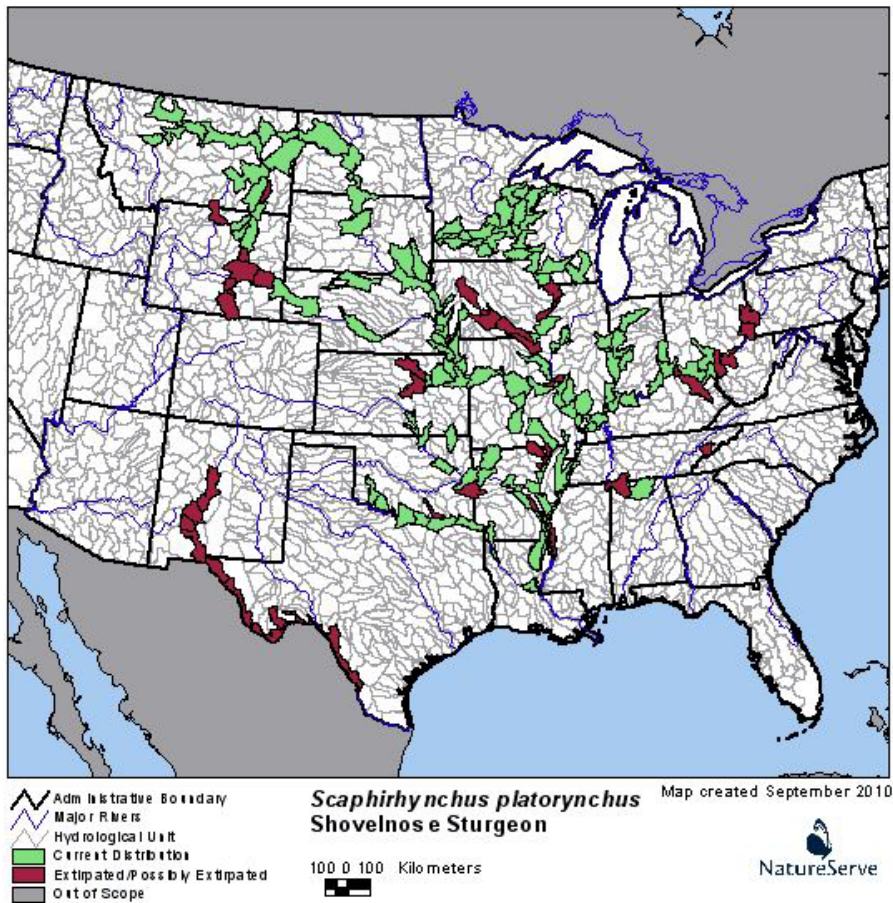 Administrative Boundary
Major Rivers
Hydrological Unit
Current Distribution
Extirpated/Possibly Extirpated
Out of Scope
Scaphirhynchus platorynchus
Shovelnose Sturgeon
100 0 100 Kilometers
Map created September 2010
NatureServe